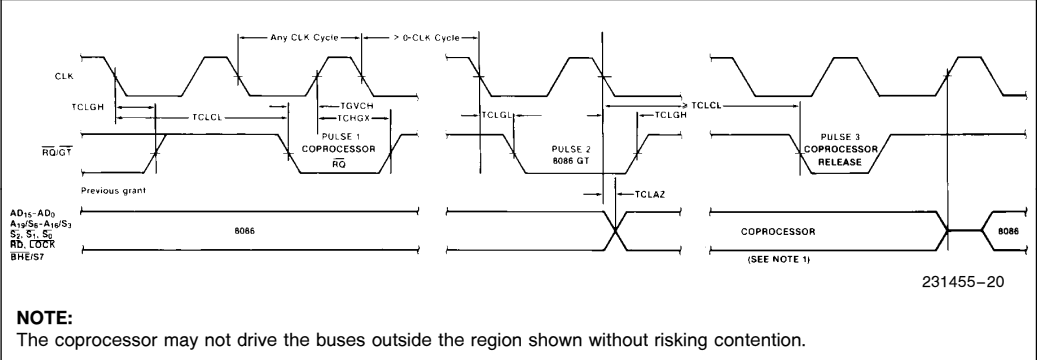 Any CLK Cycle
> 0-CLK Cycle
CLK
TCLGH
TCLCL
TGVCH
TCHGX
TCLGL
TCLGH
≥ TCLCL
RQ/GT
PULSE 1
COPROCESSOR
RQ
PULSE 2
8086 GT
PULSE 3
COPROCESSOR
RELEASE
Previous grant
TCLAZ
AD15-AD0
A19/S6-A16/S3
S2, S1, S0
RD, LOCK
BHE/S7
8086
COPROCESSOR
8086
(SEE NOTE 1)
231455–20
NOTE:
The coprocessor may not drive the buses outside the region shown without risking contention.